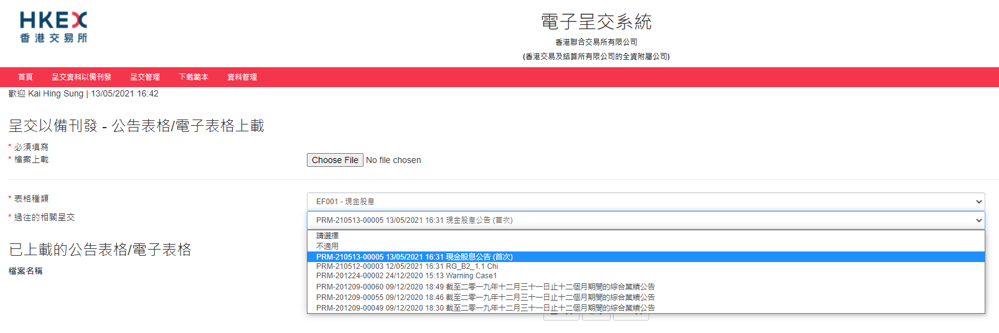 HKEX
香港交易所
電子呈交系統
香港聯合交易所有限公司
(香港交易及結算所有限公司的全資附屬公司)
首頁 呈交資料以備刊發 呈交管理 下載範本 資料管理
歡迎 Kai Hing Sung | 13/05/2021 16:42
呈交以備刊發 - 公告表格/電子表格上載
* 必須填寫
* 檔案上載 Choose File No file chosen
* 表格種類 EF001 - 現金股息
* 過往的相關呈交 PRM-210513-00005 13/05/2021 16:31 現金股息公告 (首次)
請選擇
不適用
PRM-210513-00005 13/05/2021 16:31 現金股息公告 (首次)
PRM-210512-00003 12/05/2021 16:31 RG_B2_1.1 Chi
PRM-201224-00002 24/12/2020 15:13 Warning Case1
PRM-201209-00060 09/12/2020 18:49 截至二零一九年十二月三十一日止十二個月期間的綜合業績公告
PRM-201209-00055 09/12/2020 18:46 截至二零一九年十二月三十一日止十二個月期間的綜合業績公告
PRM-201209-00049 09/12/2020 18:30 截至二零一九年十二月三十一日止十二個月期間的綜合業績公告
已上載的公告表格/電子表格
檔案名稱